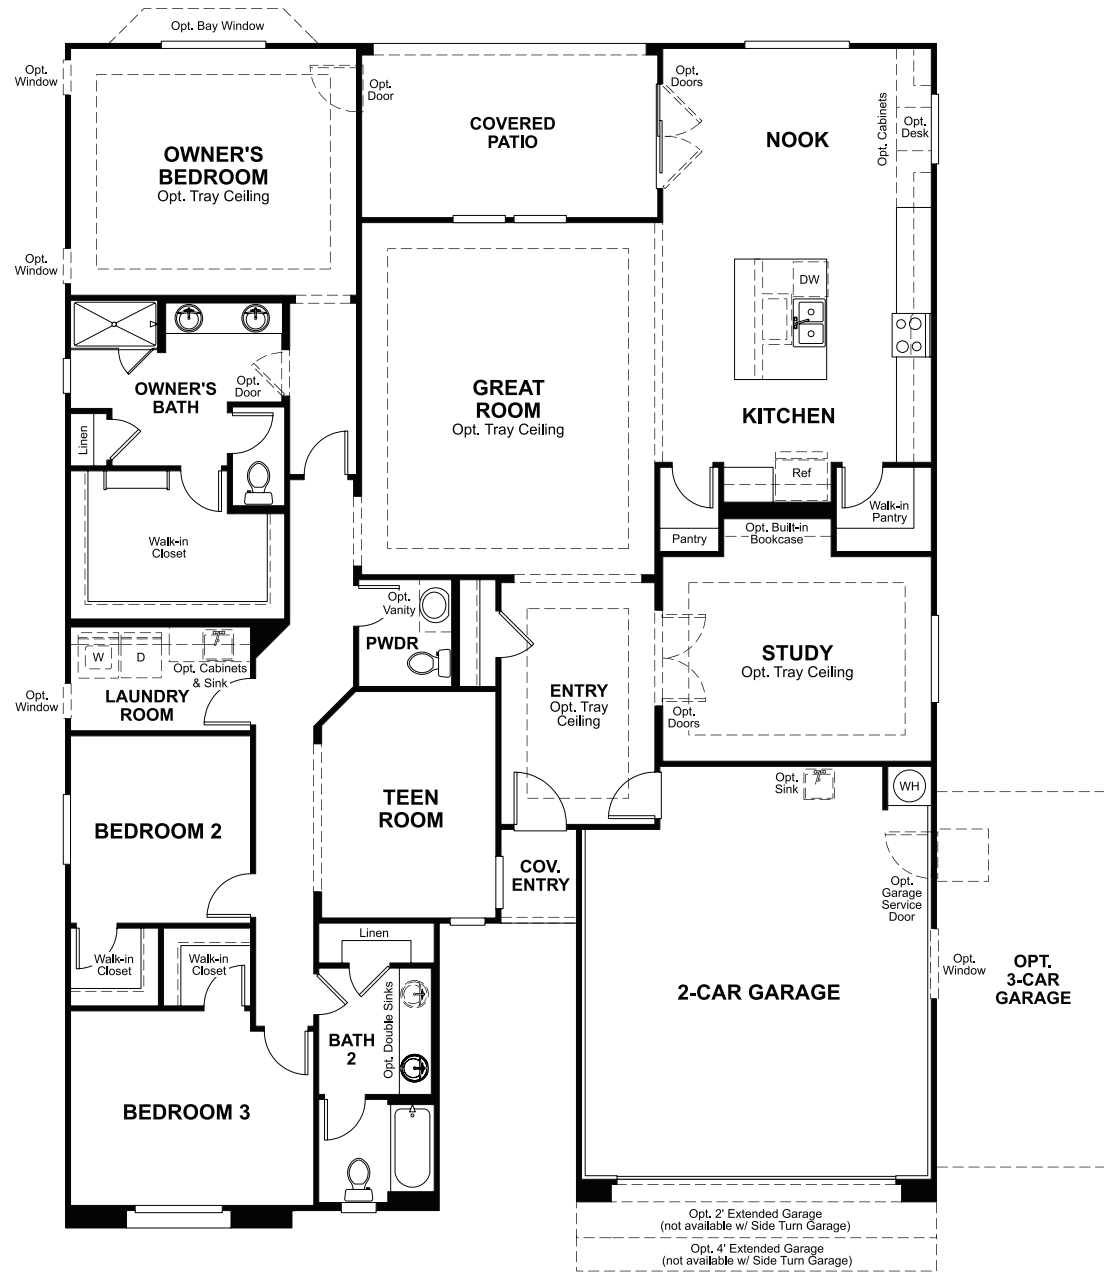 Opt. Bay Window
Opt.
Window
Opt.
Door
COVERED
PATIO
Opt.
Doors
NOOK
Opt. Cabinets
Opt.
Desk
OWNER'S
BEDROOM
Opt. Tray Ceiling
Opt.
Window
DW
OWNER'S
BATH
Opt.
Door
Linen
GREAT
ROOM
Opt. Tray Ceiling
KITCHEN
Ref
Walk-in
Pantry
Pantry
Opt. Built-in
Bookcase
Walk-in
Closet
Opt.
Vanity
PWDR
W
D
Opt. Cabinets
& Sink
LAUNDRY
ROOM
Opt.
Window
ENTRY
Opt. Tray
Ceiling
STUDY
Opt. Tray Ceiling
Opt.
Doors
Opt.
Sink
WH
TEEN
ROOM
BEDROOM 2
COV.
ENTRY
Opt.
Garage
Service
Door
Walk-in
Closet
Walk-in
Closet
Linen
Opt.
Window
OPT.
3-CAR
GARAGE
2-CAR GARAGE
BATH
2
Opt. Double Sinks
BEDROOM 3
Opt. 2' Extended Garage
(not available w/ Side Turn Garage)
Opt. 4' Extended Garage
(not available w/ Side Turn Garage)